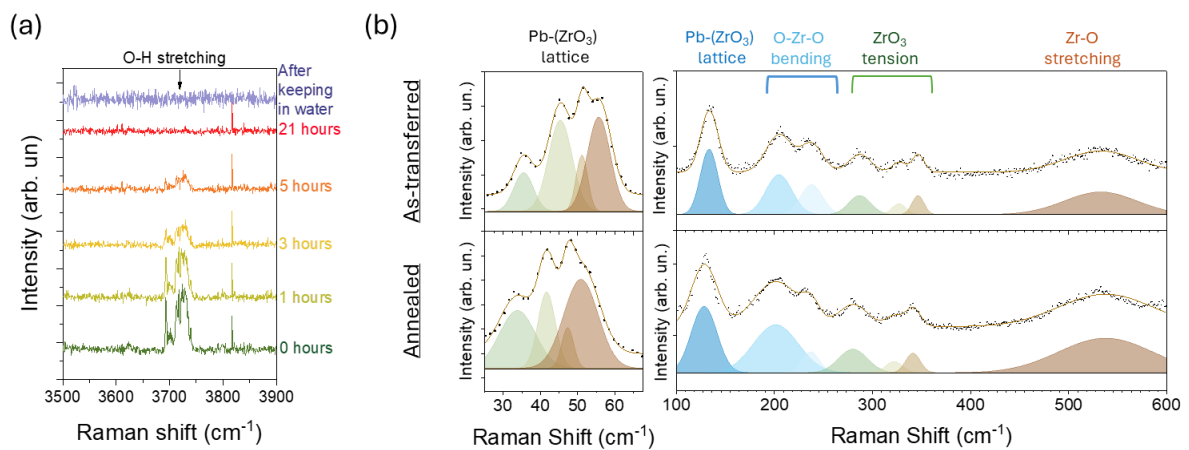 (a)
O-H stretching
After
keeping
in water
21 hours
5 hours
3 hours
1 hours
0 hours
Intensity (arb. un)
3500 3600 3700 3800 3900
Raman shift (cm-1)
(b)
Pb-(ZrO3)
lattice
Pb-(ZrO3)
lattice
O-Zr-O
bending
ZrO3
tension
Zr-O
stretching
As-transferred
Intensity (arb. un.)
Intensity (arb. un.)
Annealed
Intensity (arb. un.)
Intensity (arb. un.)
30 40 50 60
Raman Shift (cm-1)
100 200 300 400 500 600
Raman Shift (cm-1)